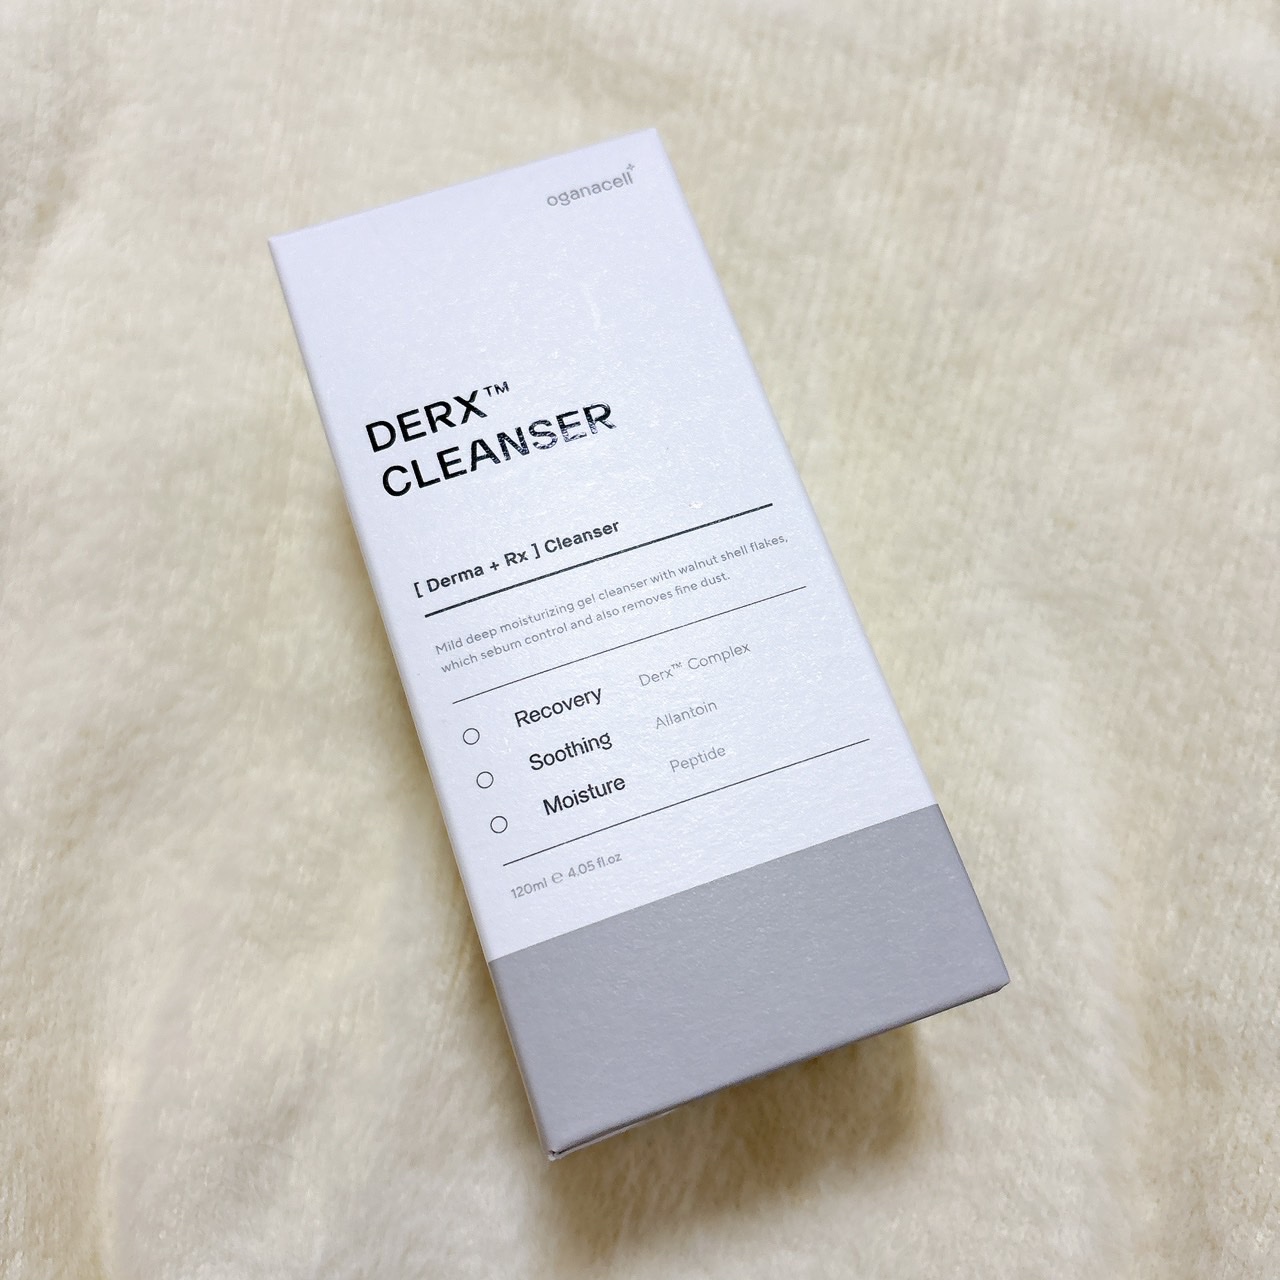 oganacell+
DERX™
CLEANSER
[ Derma + Rx ] Cleanser
Mild deep moisturizing gel cleanser with walnut shell flakes,
which sebum control and also removes fine dust.
Recovery Derx™ Complex
Soothing Allantoin
Moisture Peptide
120ml ℮ 4.05 fl.oz